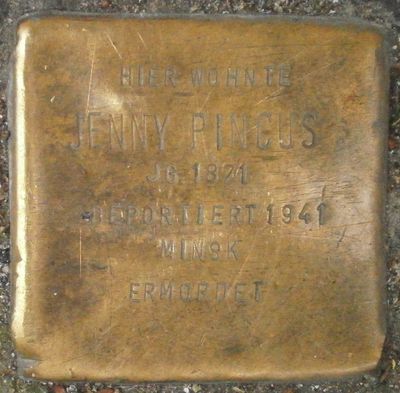 HIER WOHNTE
JENNY PINCUS
JG. 1871
DEPORTIERT 1941
MINSK
ERMORDET